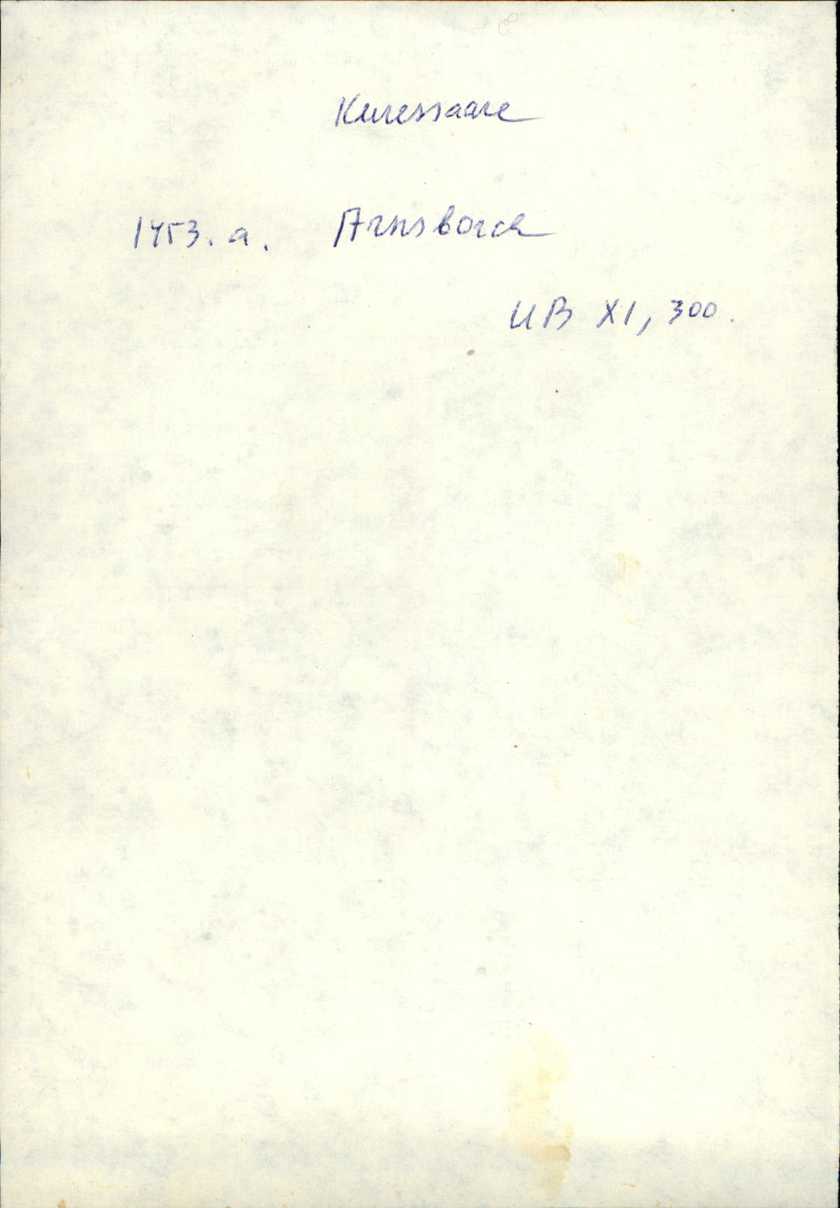 Kuressaare
1453. a. Arnsborch
UB XI, 300.